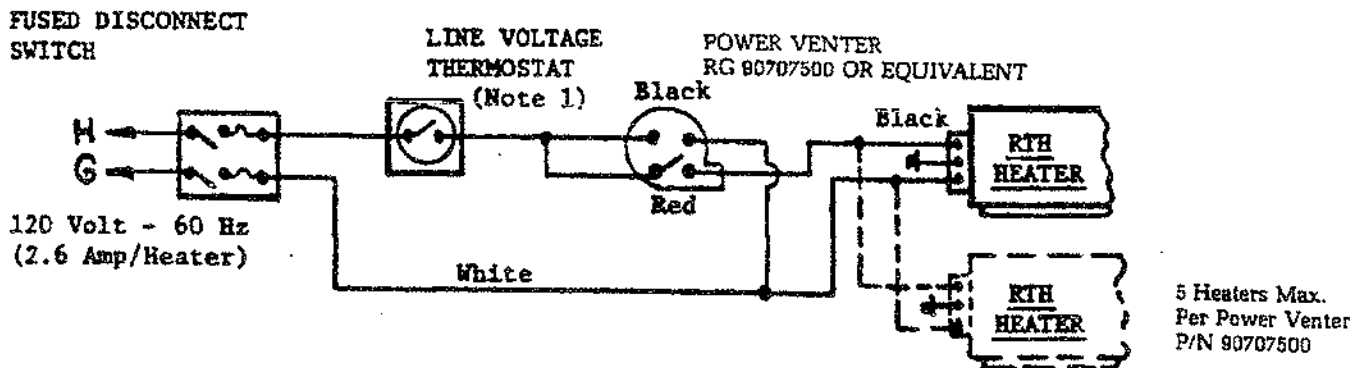 FUSED DISCONNECT
SWITCH
LINE VOLTAGE
THERMOSTAT
(Note 1)
POWER VENTER
RG 90707500 OR EQUIVALENT
Black
Black
H
G
RTH
HEATER
Red
120 Volt - 60 Hz
(2.6 Amp/Heater)
White
RTH
HEATER
5 Heaters Max.
Per Power Venter
P/N 90707500